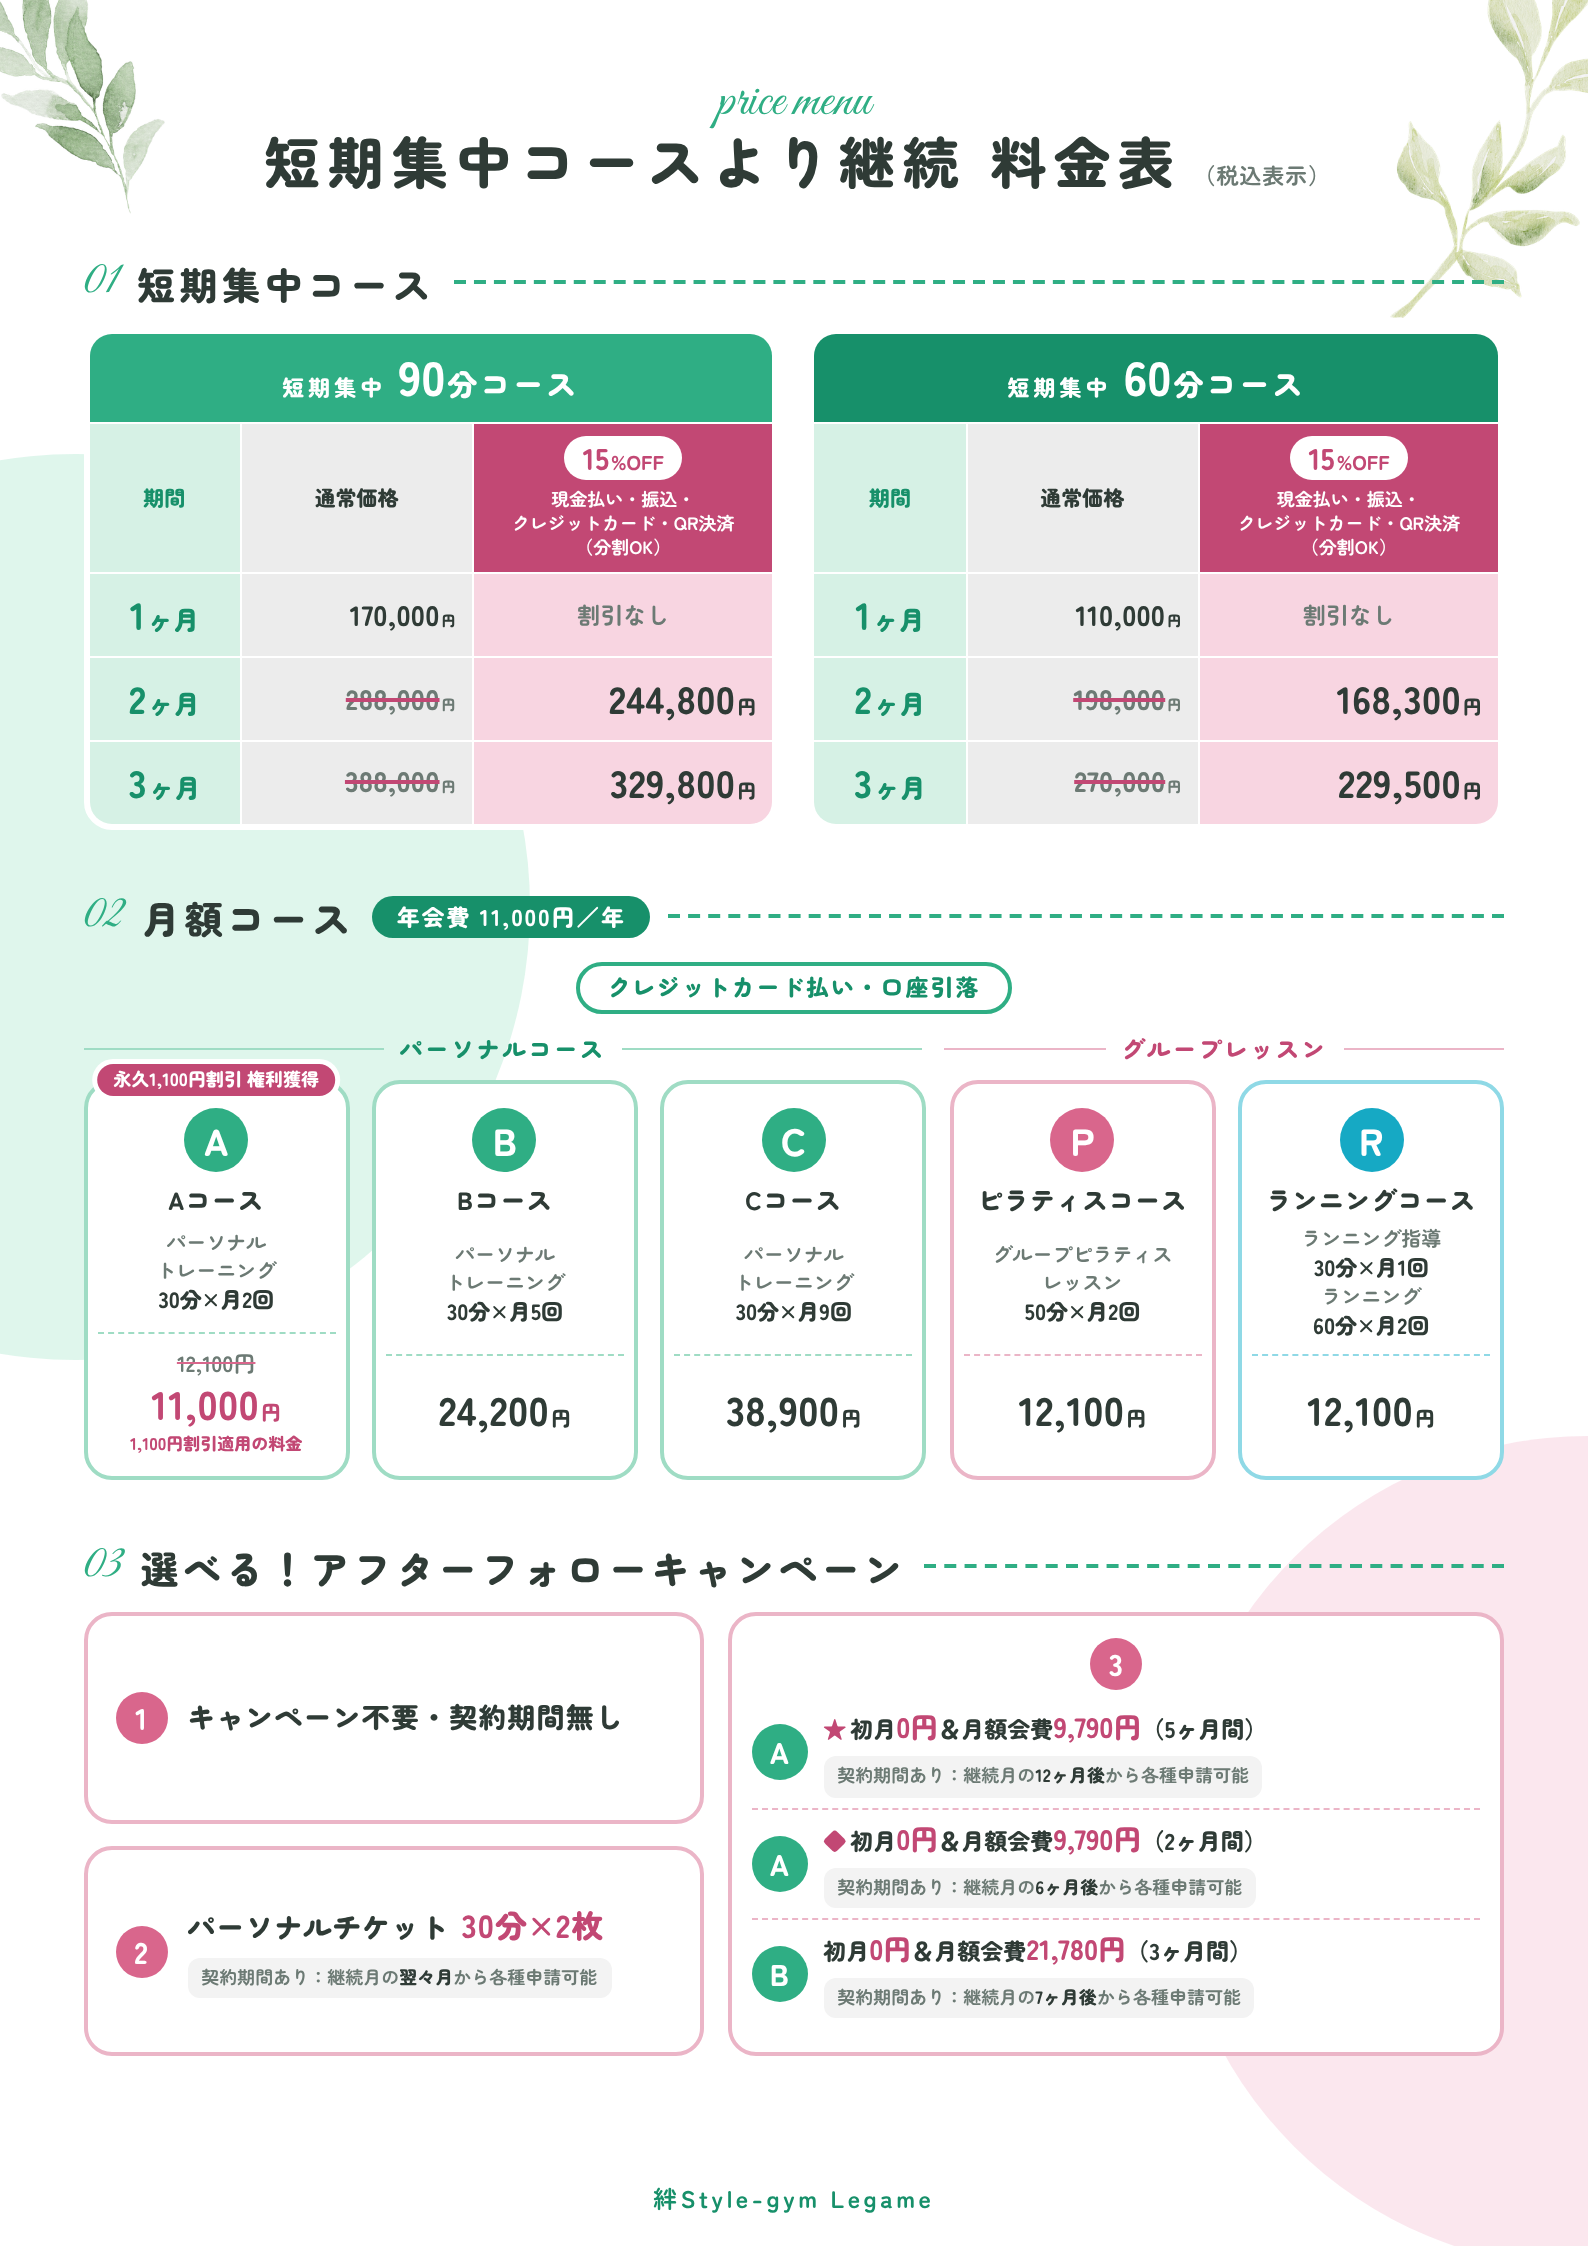 price menu
短期集中コースより継続 料金表 （税込表示）
01 短期集中コース
短期集中 90分コース
期間
通常価格
15%OFF
現金払い・振込・
クレジットカード・QR決済
（分割OK）
1ヶ月 170,000円 割引なし
2ヶ月 288,000円 244,800円
3ヶ月 388,000円 329,800円
短期集中 60分コース
期間
通常価格
15%OFF
現金払い・振込・
クレジットカード・QR決済
（分割OK）
1ヶ月 110,000円 割引なし
2ヶ月 198,000円 168,300円
3ヶ月 270,000円 229,500円
02 月額コース 年会費 11,000円／年
クレジットカード払い・口座引落
パーソナルコース
永久1,100円割引 権利獲得
A
Aコース
パーソナル
トレーニング
30分×月2回
12,100円
11,000円
1,100円割引適用の料金
B
Bコース
パーソナル
トレーニング
30分×月5回
24,200円
C
Cコース
パーソナル
トレーニング
30分×月9回
38,900円
グループレッスン
P
ピラティスコース
グループピラティス
レッスン
50分×月2回
12,100円
R
ランニングコース
ランニング指導
30分×月1回
ランニング
60分×月2回
12,100円
03 選べる！アフターフォローキャンペーン
1 キャンペーン不要・契約期間無し
2 パーソナルチケット 30分×2枚
契約期間あり：継続月の翌々月から各種申請可能
3
A ★初月0円＆月額会費9,790円（5ヶ月間）
契約期間あり：継続月の12ヶ月後から各種申請可能
A ◆初月0円＆月額会費9,790円（2ヶ月間）
契約期間あり：継続月の6ヶ月後から各種申請可能
B 初月0円＆月額会費21,780円（3ヶ月間）
契約期間あり：継続月の7ヶ月後から各種申請可能
絆Style-gym Legame